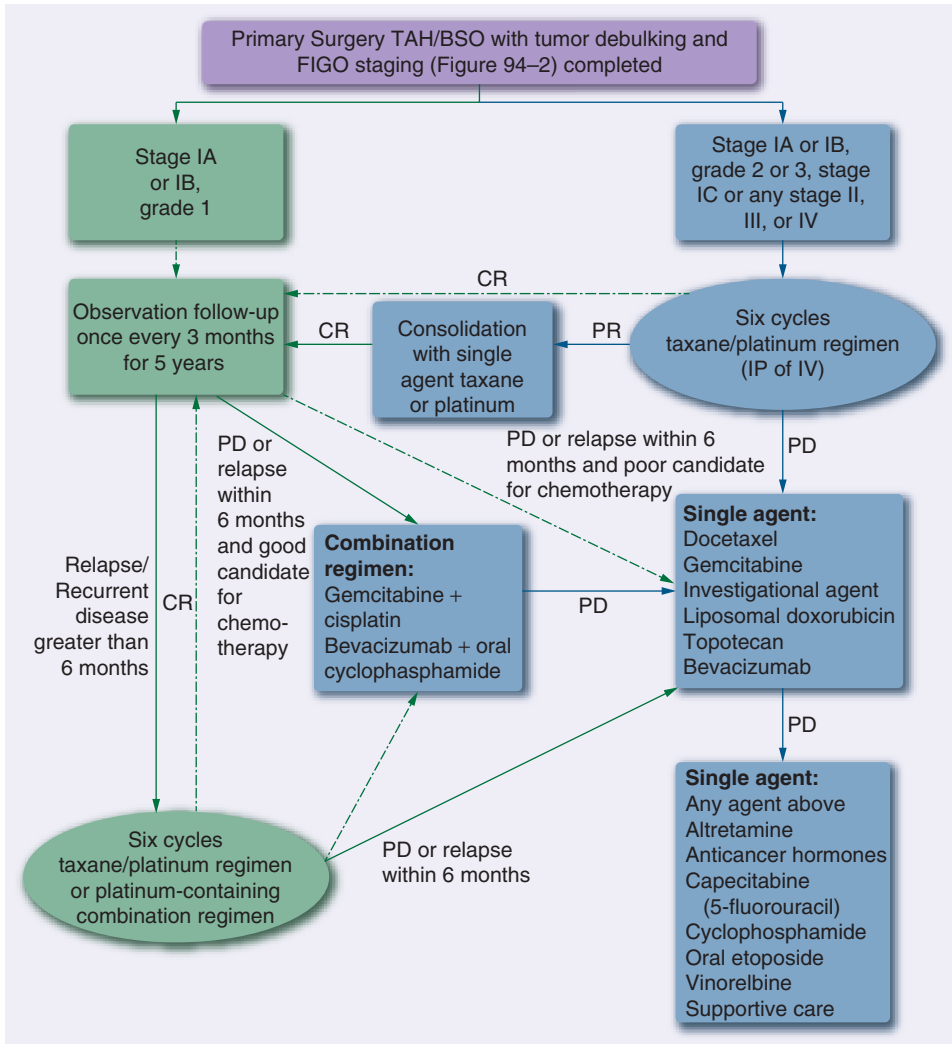 Primary Surgery TAH/BSO with tumor debulking and
FIGO staging (Figure 94–2) completed
Stage IA
or IB,
grade 1
Stage IA or IB,
grade 2 or 3, stage
IC or any stage II,
III, or IV
CR
Observation follow-up
once every 3 months
for 5 years
CR
Consolidation
with single
agent taxane
or platinum
PR
Six cycles
taxane/platinum regimen
(IP of IV)
PD or
relapse
within
6 months
and good
candidate
for
chemo-
therapy
PD or relapse within 6
months and poor candidate
for chemotherapy
PD
Relapse/
Recurrent
disease
greater than
6 months
CR
Combination
regimen:
Gemcitabine +
cisplatin
Bevacizumab + oral
cyclophasphamide
PD
Single agent:
Docetaxel
Gemcitabine
Investigational agent
Liposomal doxorubicin
Topotecan
Bevacizumab
PD
Six cycles
taxane/platinum regimen
or platinum-containing
combination regimen
PD or relapse
within 6 months
Single agent:
Any agent above
Altretamine
Anticancer hormones
Capecitabine
(5-fluorouracil)
Cyclophosphamide
Oral etoposide
Vinorelbine
Supportive care